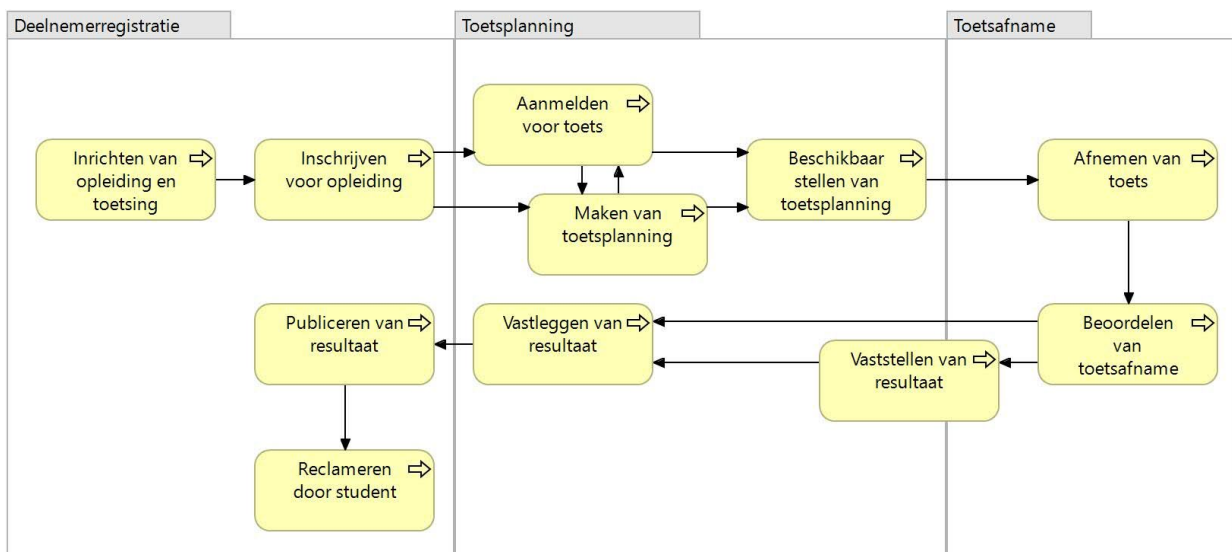 Deelnemerregistratie
Toetsplanning
Toetsafname
Inrichten van
opleiding en
toetsing
Inschrijven
voor opleiding
Aanmelden
voor toets
Maken van
toetsplanning
Beschikbaar
stellen van
toetsplanning
Afnemen van
toets
Publiceren van
resultaat
Vastleggen van
resultaat
Vaststellen van
resultaat
Beoordelen
van
toetsafname
Reclameren
door student